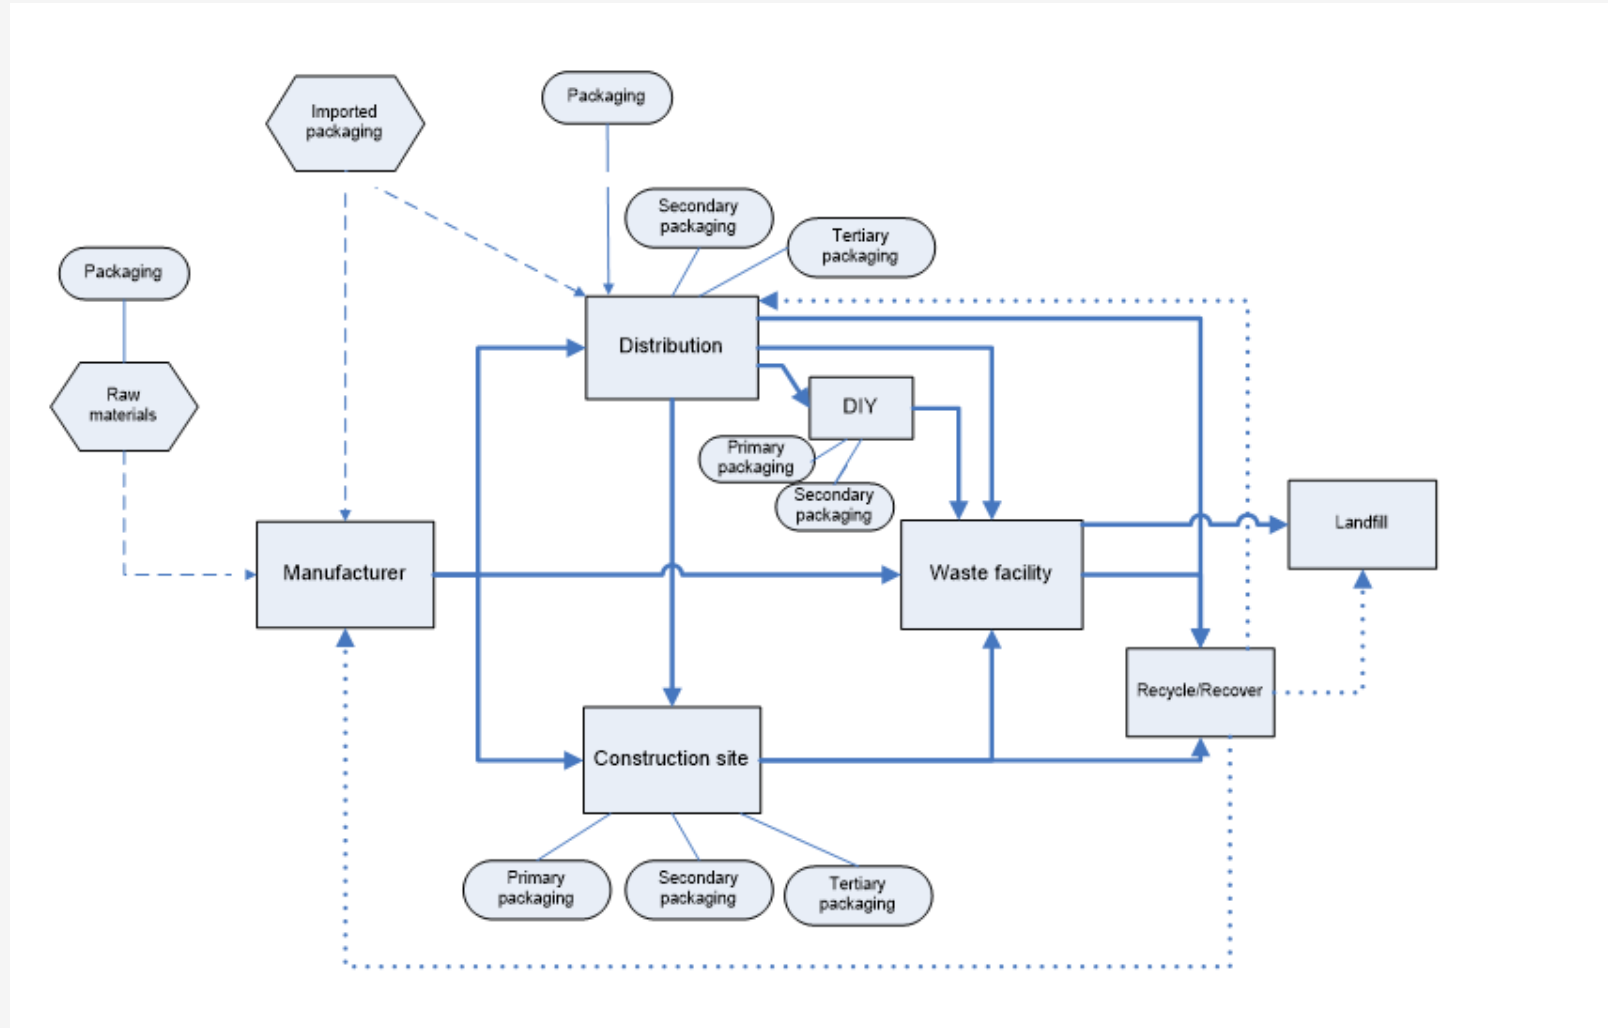 Imported
packaging
Packaging
Secondary
packaging
Tertiary
packaging
Packaging
Raw
materials
Distribution
DIY
Primary
packaging
Secondary
packaging
Landfill
Manufacturer
Waste facility
Recycle/Recover
Construction site
Primary
packaging
Secondary
packaging
Tertiary
packaging